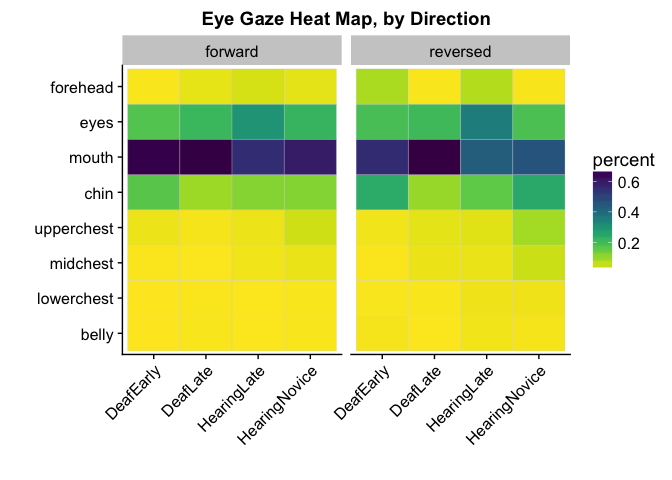 Eye Gaze Heat Map, by Direction
forward
reversed
forehead
eyes
mouth
chin
upperchest
midchest
lowerchest
belly
DeafEarly
DeafLate
HearingLate
HearingNovice
DeafEarly
DeafLate
HearingLate
HearingNovice
percent
0.6
0.4
0.2